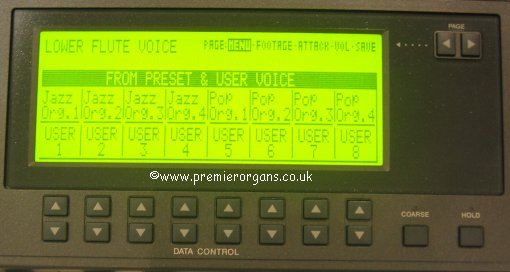 LOWER FLUTE VOICE PAGE:MENU·FOOTAGE·ATTACK·VOL·SAVE
PAGE
FROM PRESET & USER VOICE
Jazz Jazz Jazz Jazz Pop Pop Pop Pop
Org.1 Org.2 Org.3 Org.4 Org.1 Org.2 Org.3 Org.4
USER USER USER USER USER USER USER USER
1 2 3 4 5 6 7 8
©www.premierorgans.co.uk
COARSE HOLD
DATA CONTROL